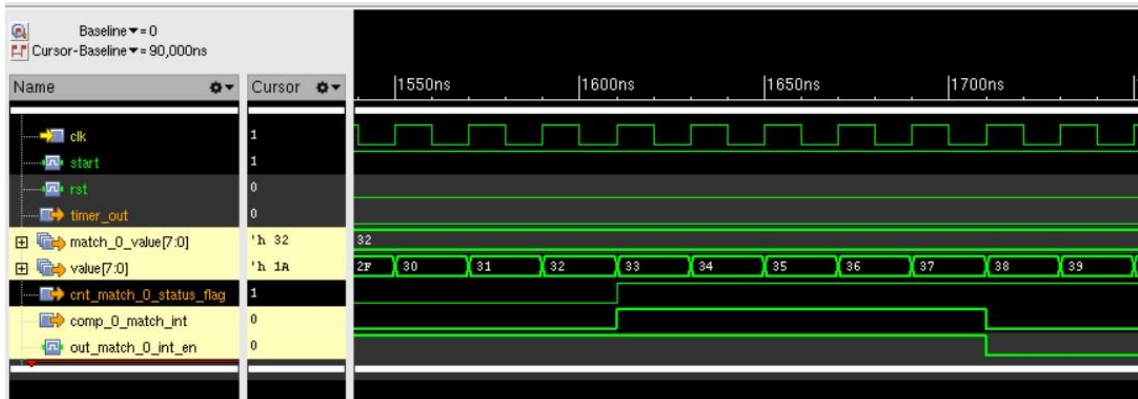 Baseline▼= 0
Cursor-Baseline▼= 90,000ns
Name Cursor 1550ns 1600ns 1650ns 1700ns
clk 1
start 1
rst 0
timer_out 0
match_0_value[7:0] 'h 32 32
value[7:0] 'h 1A 2F 30 31 32 33 34 35 36 37 38 39
cnt_match_0_status_flag 1
comp_0_match_int 0
out_match_0_int_en 0